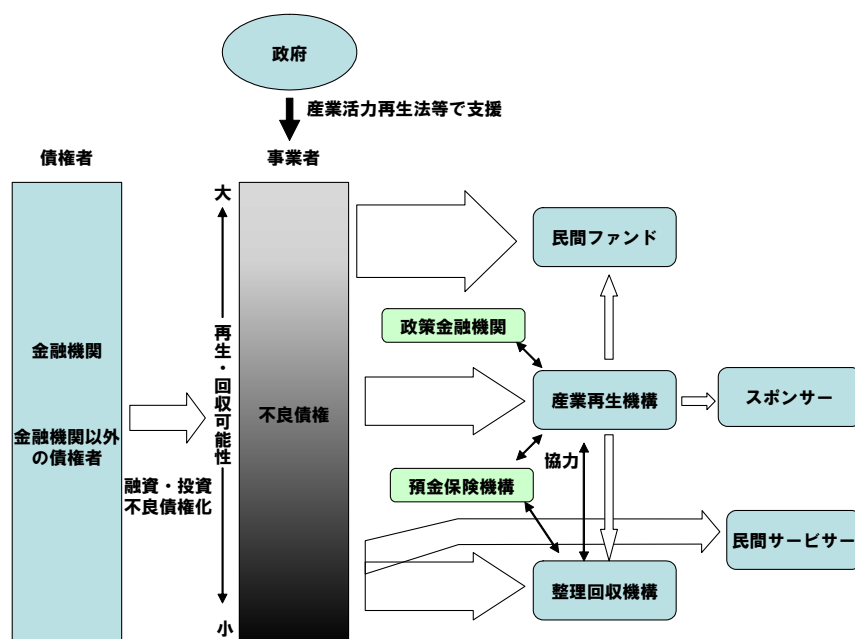 政府
産業活力再生法等で支援
債権者
事業者
大
民間ファンド
政策金融機関
再生・回収可能性
金融機関
不良債権
産業再生機構
スポンサー
金融機関以外
の債権者
協力
預金保険機構
融資・投資
不良債権化
民間サービサー
整理回収機構
小